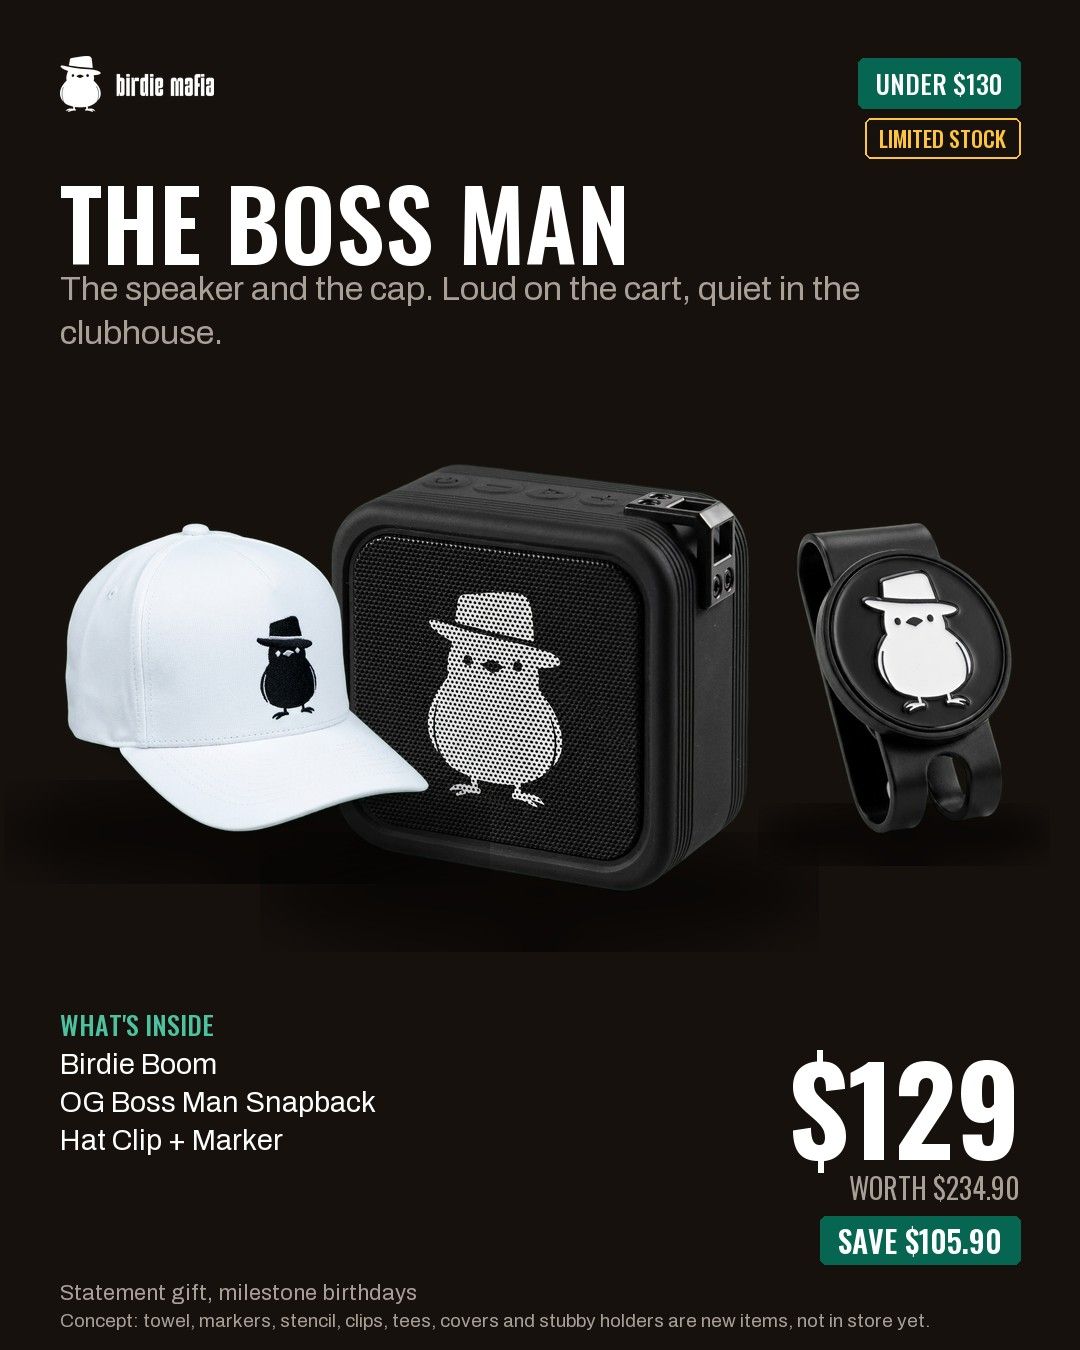 birdie mafia
UNDER $130
LIMITED STOCK
THE BOSS MAN
The speaker and the cap. Loud on the cart, quiet in the
clubhouse.
WHAT'S INSIDE
Birdie Boom
OG Boss Man Snapback
Hat Clip + Marker
$129
WORTH $234.90
SAVE $105.90
Statement gift, milestone birthdays
Concept: towel, markers, stencil, clips, tees, covers and stubby holders are new items, not in store yet.